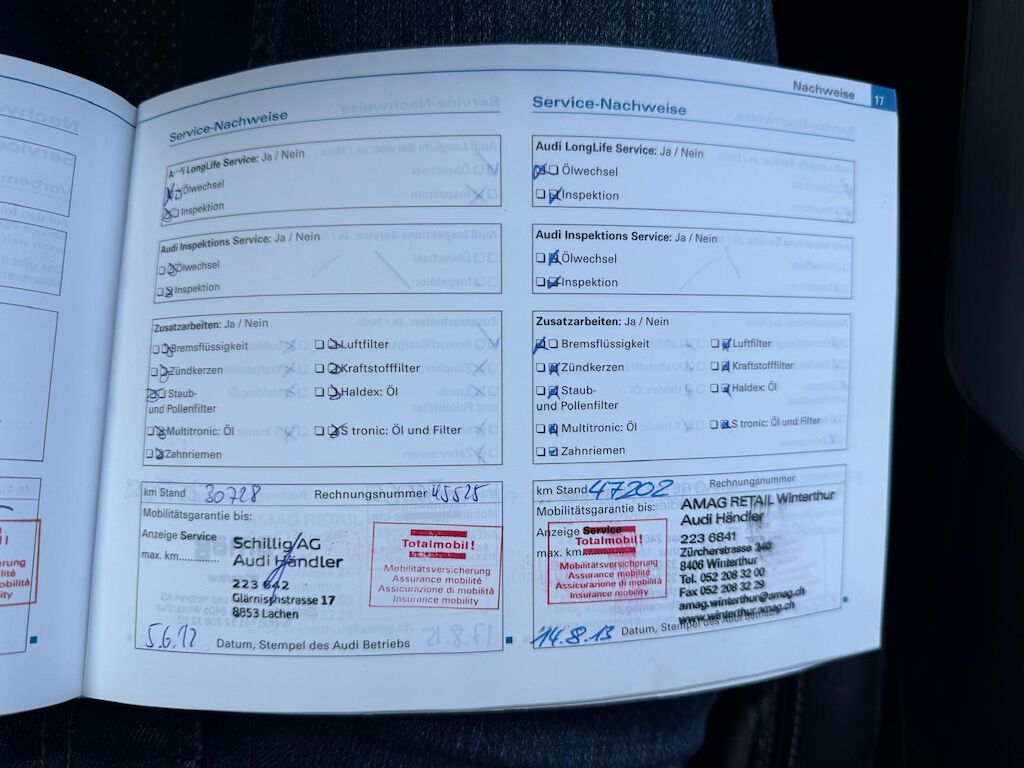 Nachweise 17
Service-Nachweise
Audi LongLife Service: Ja / Nein
Ölwechsel
Inspektion
Audi Inspektions Service: Ja / Nein
Ölwechsel
Inspektion
Zusatzarbeiten: Ja / Nein
Bremsflüssigkeit Luftfilter
Zündkerzen Kraftstofffilter
Staub- Haldex: Öl
und Pollenfilter
Multitronic: Öl S tronic: Öl und Filter
Zahnriemen
km Stand 30728 Rechnungsnummer 45525
Mobilitätsgarantie bis:
Anzeige Service
max. km
Schillig AG
Audi Händler
223 642
Glärnischstrasse 17
8853 Lachen
Totalmobil!
Mobilitätsversicherung
Assurance mobilité
Assicurazione di mobilità
Insurance mobility
5.6.12 Datum, Stempel des Audi Betriebs
Service-Nachweise
Audi LongLife Service: Ja / Nein
Ölwechsel
Inspektion
Audi Inspektions Service: Ja / Nein
Ölwechsel
Inspektion
Zusatzarbeiten: Ja / Nein
Bremsflüssigkeit Luftfilter
Zündkerzen Kraftstofffilter
Staub- Haldex: Öl
und Pollenfilter
Multitronic: Öl S tronic: Öl und Filter
Zahnriemen
km Stand 47202 Rechnungsnummer
Mobilitätsgarantie bis:
Anzeige Service
max. km
Totalmobil!
Mobilitätsversicherung
Assurance mobilité
Assicurazione di mobilità
Insurance mobility
AMAG RETAIL Winterthur
Audi Händler
223 6841
Zürcherstrasse 240
8406 Winterthur
Tel. 052 208 32 00
Fax 052 208 32 29
amag.winterthur@amag.ch
www.winterthur.amag.ch
14.8.13 Datum, Stempel des Audi Betriebs